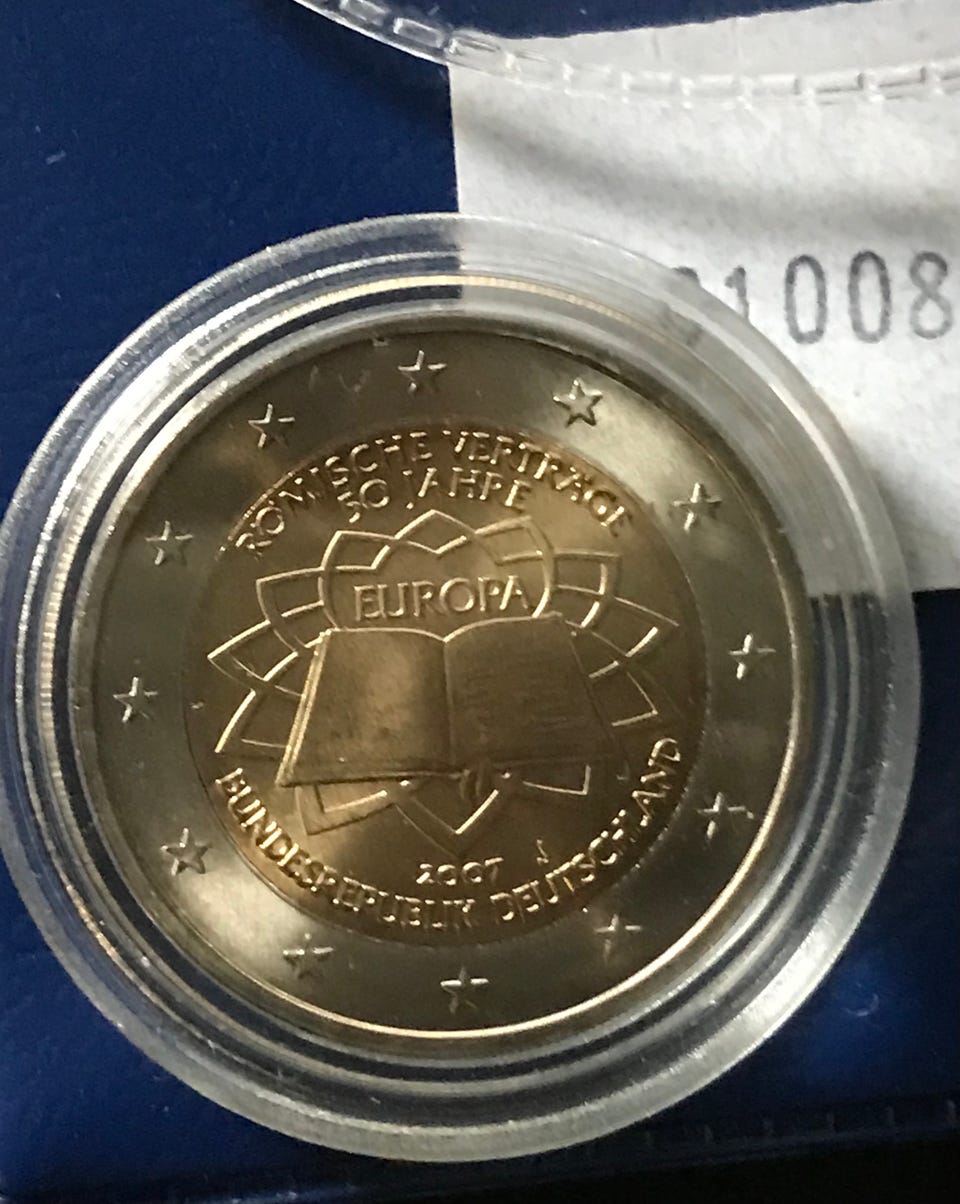 1008
RÖMISCHE VERTRÄGE
50 JAHRE
EUROPA
2007 J
BUNDESREPUBLIK DEUTSCHLAND